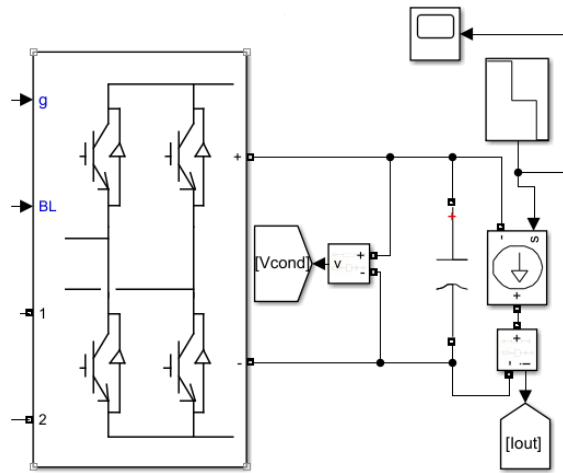 g
BL
1
2
+
-
[Vcond]
v
+
-
+
-
s
+
+
-
i
[Iout]